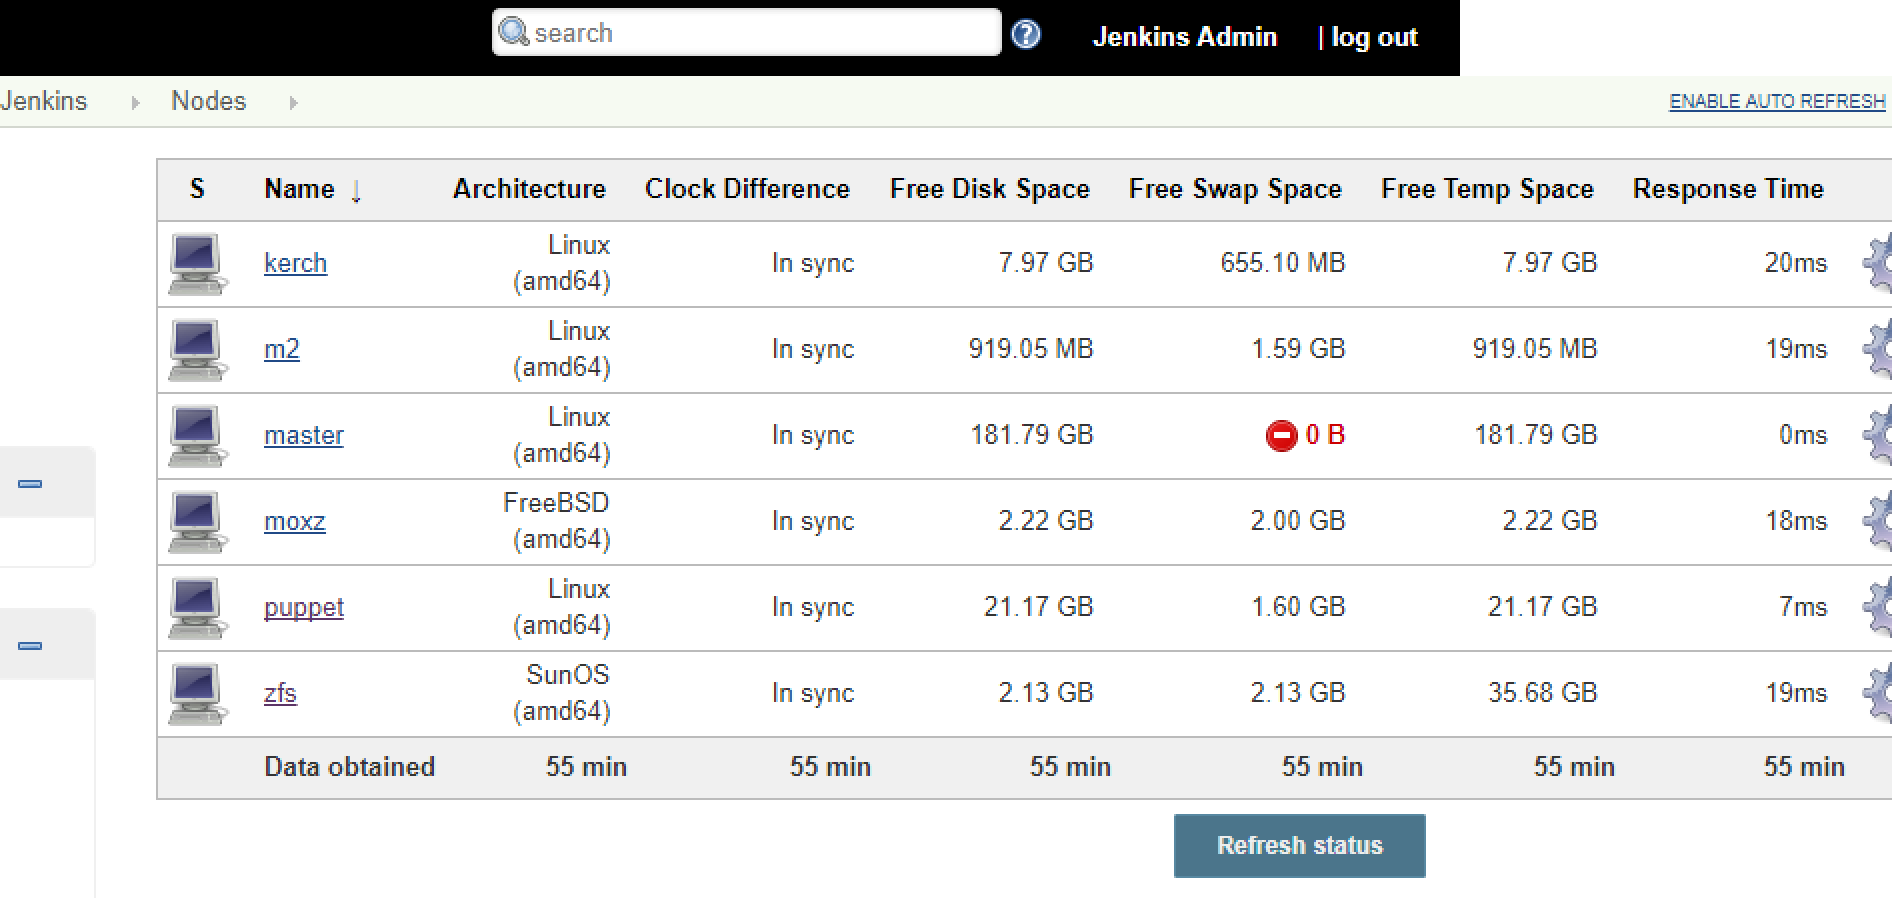 search ? Jenkins Admin | log out
Jenkins Nodes ENABLE AUTO REFRESH
S Name ↓ Architecture Clock Difference Free Disk Space Free Swap Space Free Temp Space Response Time
kerch Linux (amd64) In sync 7.97 GB 655.10 MB 7.97 GB 20ms
m2 Linux (amd64) In sync 919.05 MB 1.59 GB 919.05 MB 19ms
master Linux (amd64) In sync 181.79 GB 0 B 181.79 GB 0ms
moxz FreeBSD (amd64) In sync 2.22 GB 2.00 GB 2.22 GB 18ms
puppet Linux (amd64) In sync 21.17 GB 1.60 GB 21.17 GB 7ms
zfs SunOS (amd64) In sync 2.13 GB 2.13 GB 35.68 GB 19ms
Data obtained 55 min 55 min 55 min 55 min 55 min 55 min
Refresh status